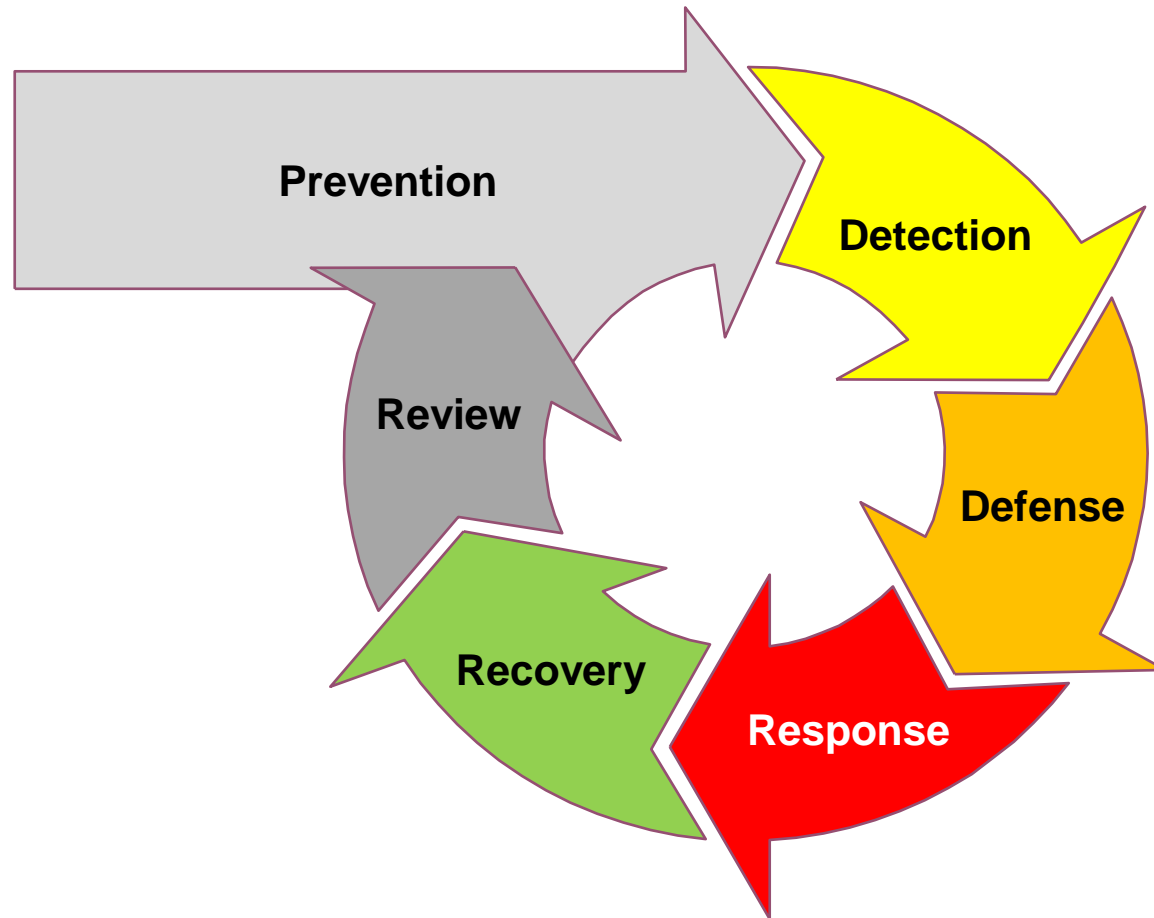 Prevention
Detection
Defense
Response
Recovery
Review